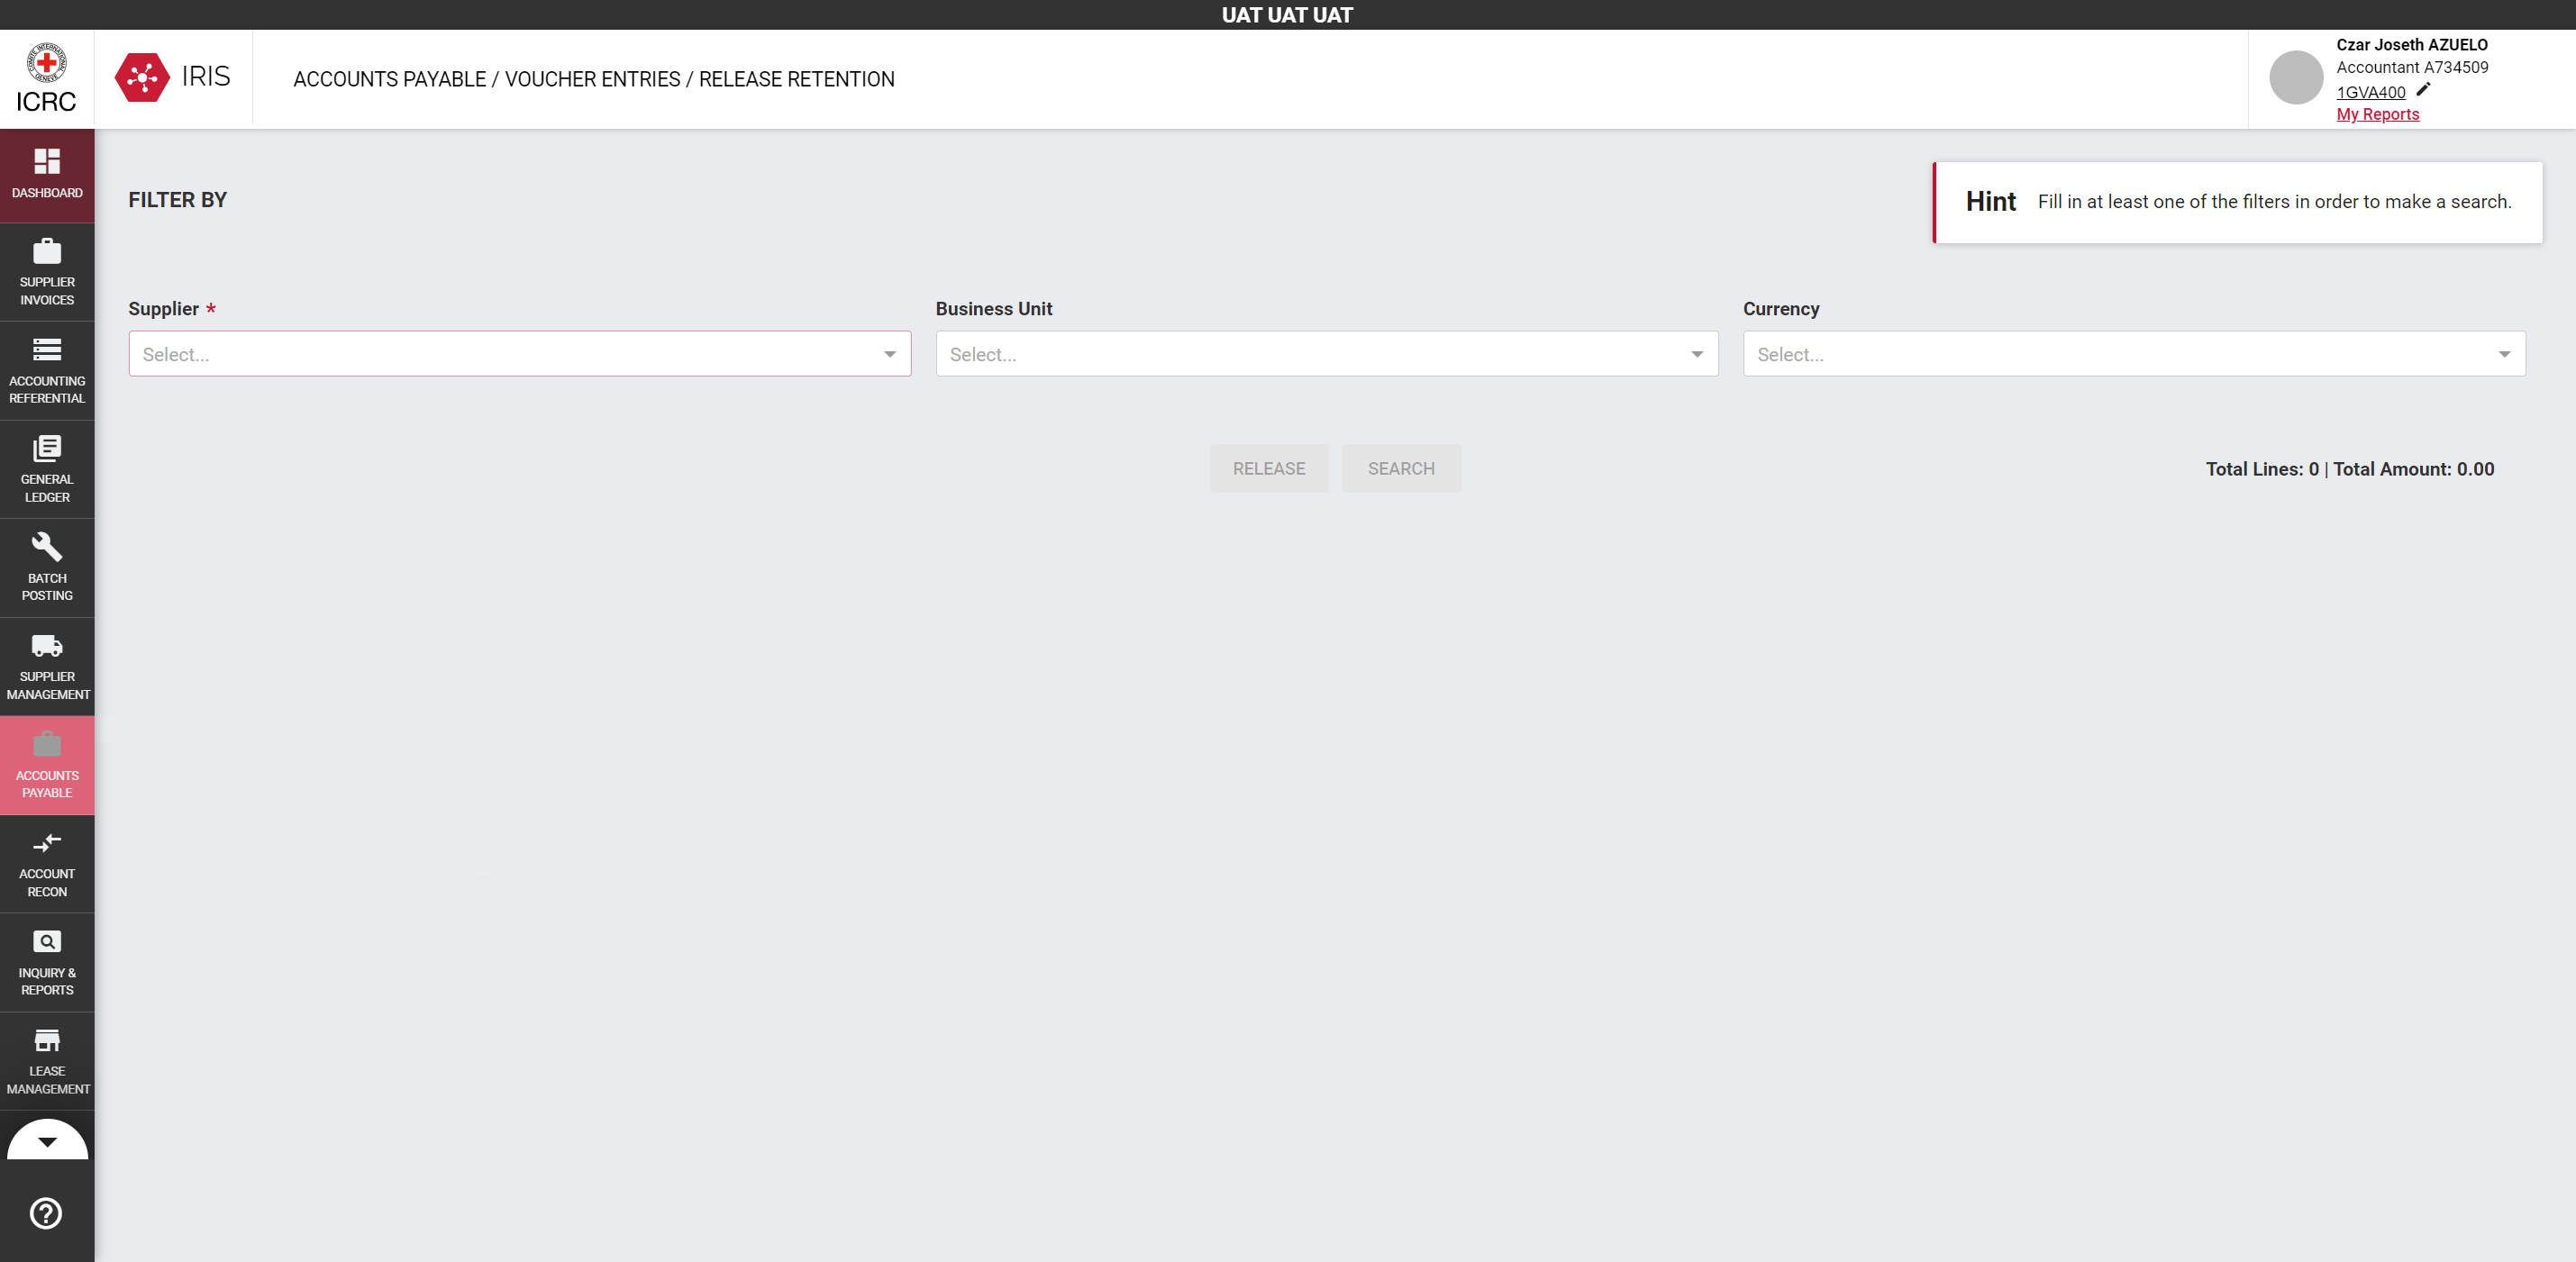 UAT UAT UAT
COMITE INTERNATIONAL GENEVE
ICRC
IRIS
ACCOUNTS PAYABLE / VOUCHER ENTRIES / RELEASE RETENTION
Czar Joseth AZUELO
Accountant A734509
1GVA400
My Reports
DASHBOARD
SUPPLIER
INVOICES
ACCOUNTING
REFERENTIAL
GENERAL
LEDGER
BATCH
POSTING
SUPPLIER
MANAGEMENT
ACCOUNTS
PAYABLE
ACCOUNT
RECON
INQUIRY &
REPORTS
LEASE
MANAGEMENT
FILTER BY
Hint Fill in at least one of the filters in order to make a search.
Supplier *
Select...
Business Unit
Select...
Currency
Select...
RELEASE
SEARCH
Total Lines: 0 | Total Amount: 0.00